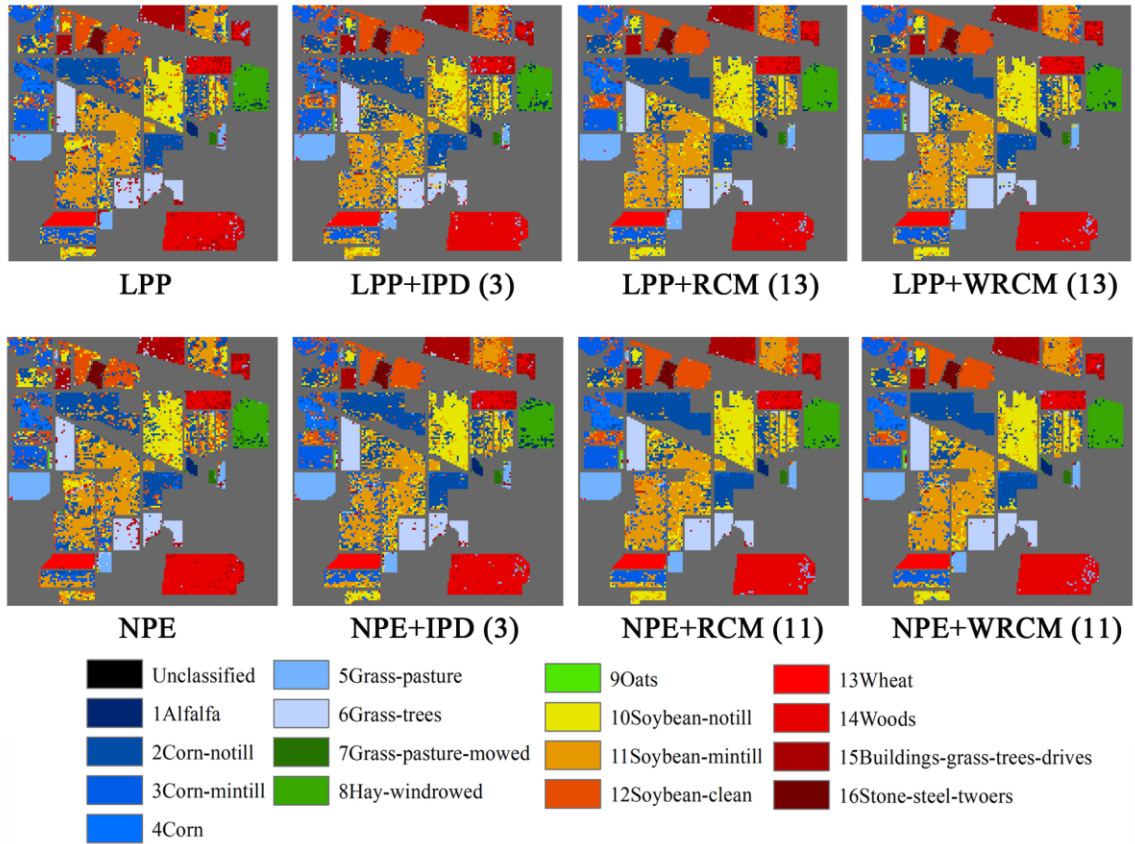 LPP LPP+IPD (3) LPP+RCM (13) LPP+WRCM (13)
NPE NPE+IPD (3) NPE+RCM (11) NPE+WRCM (11)
Unclassified
1Alfalfa
2Corn-notill
3Corn-mintill
4Corn
5Grass-pasture
6Grass-trees
7Grass-pasture-mowed
8Hay-windrowed
9Oats
10Soybean-notill
11Soybean-mintill
12Soybean-clean
13Wheat
14Woods
15Buildings-grass-trees-drives
16Stone-steel-twoers